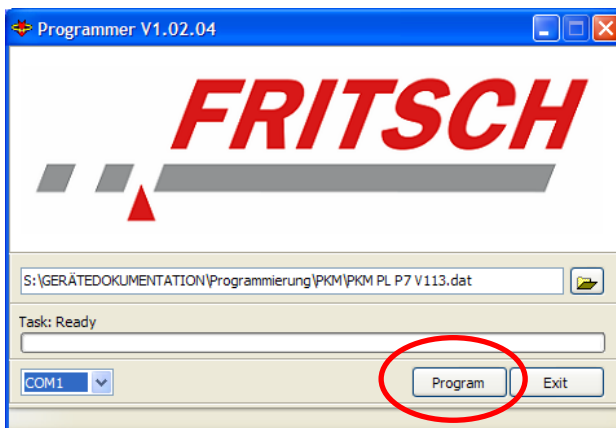 Programmer V1.02.04
FRITSCH
S:\GERÄTEDOKUMENTATION\Programmierung\PKM\PKM PL P7 V113.dat
Task: Ready
COM1
Program
Exit